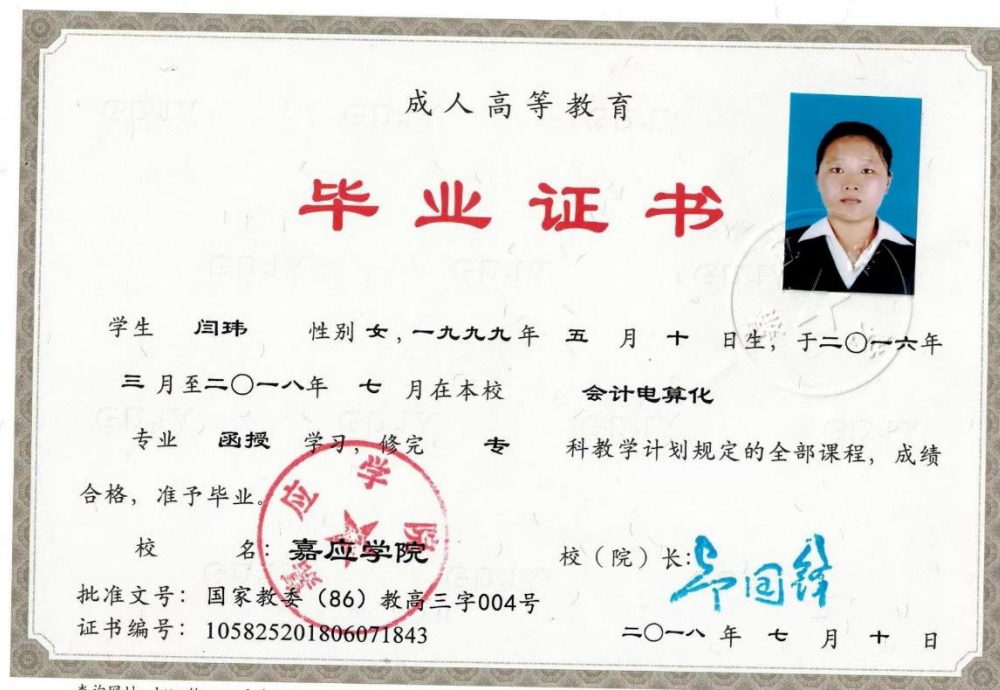 成人高等教育
毕业证书
学生 闫玮 性别 女，一九九九年 五 月 十 日生，于二〇一六年
三月至二〇一八年 七 月在本校 会计电算化
专业 函授 学习，修完 专 科教学计划规定的全部课程，成绩
合格，准予毕业。
校 名：嘉应学院
校（院）长：
批准文号：国家教委（86）教高三字004号
证书编号：105825201806071843
二〇一八 年 七 月 十 日
嘉应学院